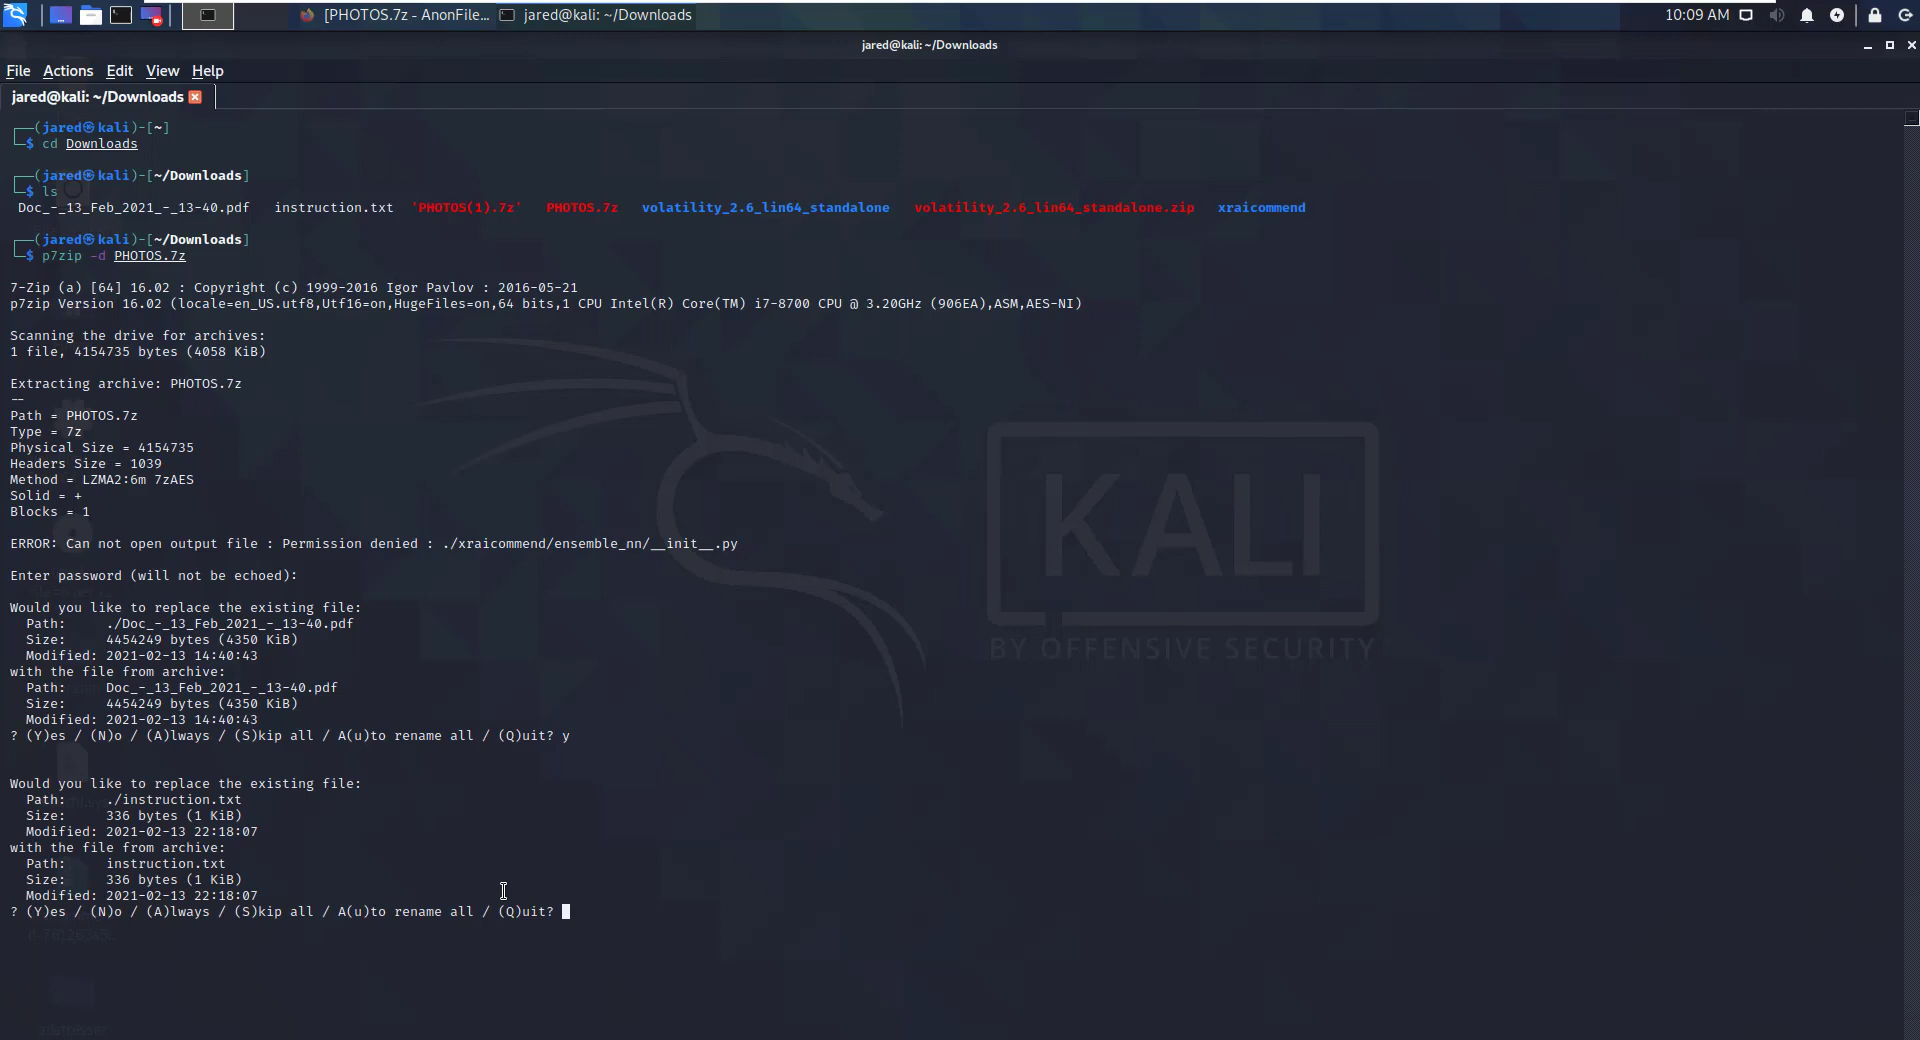 [PHOTOS.7z - AnonFile...
jared@kali: ~/Downloads
10:09 AM
jared@kali: ~/Downloads
File Actions Edit View Help
jared@kali: ~/Downloads
(jared㉿kali)-[~]
$ cd Downloads
(jared㉿kali)-[~/Downloads]
$ ls
Doc_-_13_Feb_2021_-_13-40.pdf instruction.txt 'PHOTOS(1).7z' PHOTOS.7z volatility_2.6_lin64_standalone volatility_2.6_lin64_standalone.zip xraicommend
(jared㉿kali)-[~/Downloads]
$ p7zip -d PHOTOS.7z
7-Zip (a) [64] 16.02 : Copyright (c) 1999-2016 Igor Pavlov : 2016-05-21
p7zip Version 16.02 (locale=en_US.utf8,Utf16=on,HugeFiles=on,64 bits,1 CPU Intel(R) Core(TM) i7-8700 CPU @ 3.20GHz (906EA),ASM,AES-NI)
Scanning the drive for archives:
1 file, 4154735 bytes (4058 KiB)
Extracting archive: PHOTOS.7z
--
Path = PHOTOS.7z
Type = 7z
Physical Size = 4154735
Headers Size = 1039
Method = LZMA2:6m 7zAES
Solid = +
Blocks = 1
ERROR: Can not open output file : Permission denied : ./xraicommend/ensemble_nn/__init__.py
Enter password (will not be echoed):
Would you like to replace the existing file:
Path: ./Doc_-_13_Feb_2021_-_13-40.pdf
Size: 4454249 bytes (4350 KiB)
Modified: 2021-02-13 14:40:43
with the file from archive:
Path: Doc_-_13_Feb_2021_-_13-40.pdf
Size: 4454249 bytes (4350 KiB)
Modified: 2021-02-13 14:40:43
? (Y)es / (N)o / (A)lways / (S)kip all / A(u)to rename all / (Q)uit? y
Would you like to replace the existing file:
Path: ./instruction.txt
Size: 336 bytes (1 KiB)
Modified: 2021-02-13 22:18:07
with the file from archive:
Path: instruction.txt
Size: 336 bytes (1 KiB)
Modified: 2021-02-13 22:18:07
? (Y)es / (N)o / (A)lways / (S)kip all / A(u)to rename all / (Q)uit?
KALI
BY OFFENSIVE SECURITY